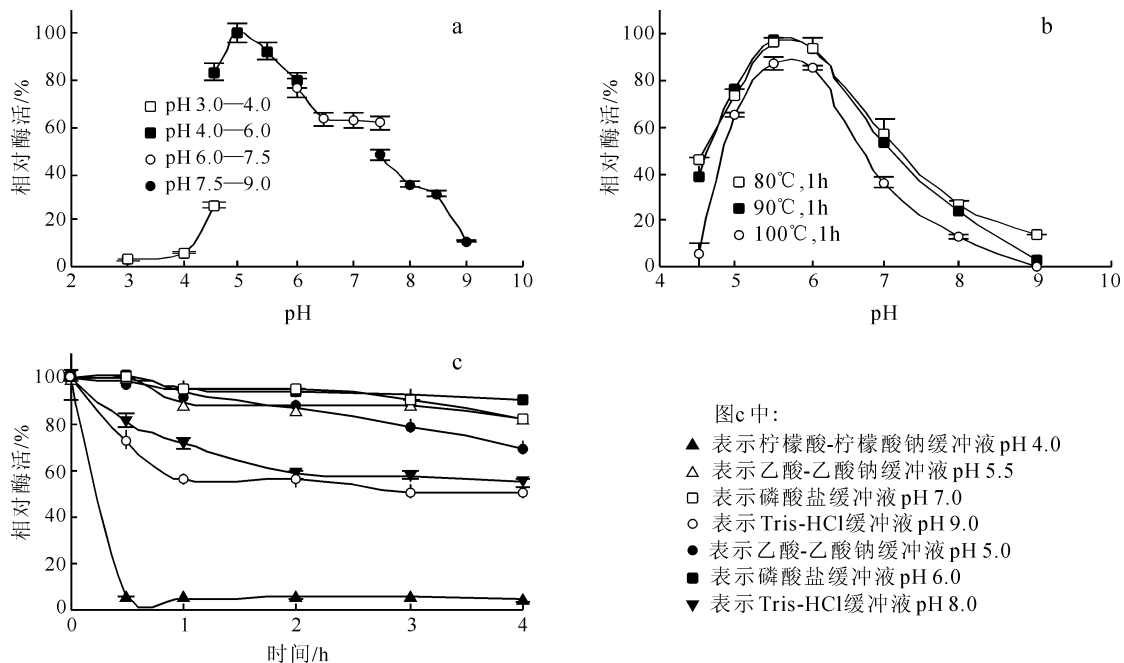 a
100
80
60
40
20
0
相对酶活/%
pH 3.0—4.0
pH 4.0—6.0
pH 6.0—7.5
pH 7.5—9.0
2 3 4 5 6 7 8 9 10
pH
b
100
80
60
40
20
0
相对酶活/%
80℃,1h
90℃,1h
100℃,1h
4 5 6 7 8 9 10
pH
c
100
80
60
40
20
0
相对酶活/%
0 1 2 3 4
时间/h
图c中:
表示柠檬酸-柠檬酸钠缓冲液pH 4.0
表示乙酸-乙酸钠缓冲液pH 5.5
表示磷酸盐缓冲液pH 7.0
表示Tris-HCl缓冲液pH 9.0
表示乙酸-乙酸钠缓冲液pH 5.0
表示磷酸盐缓冲液pH 6.0
表示Tris-HCl缓冲液pH 8.0